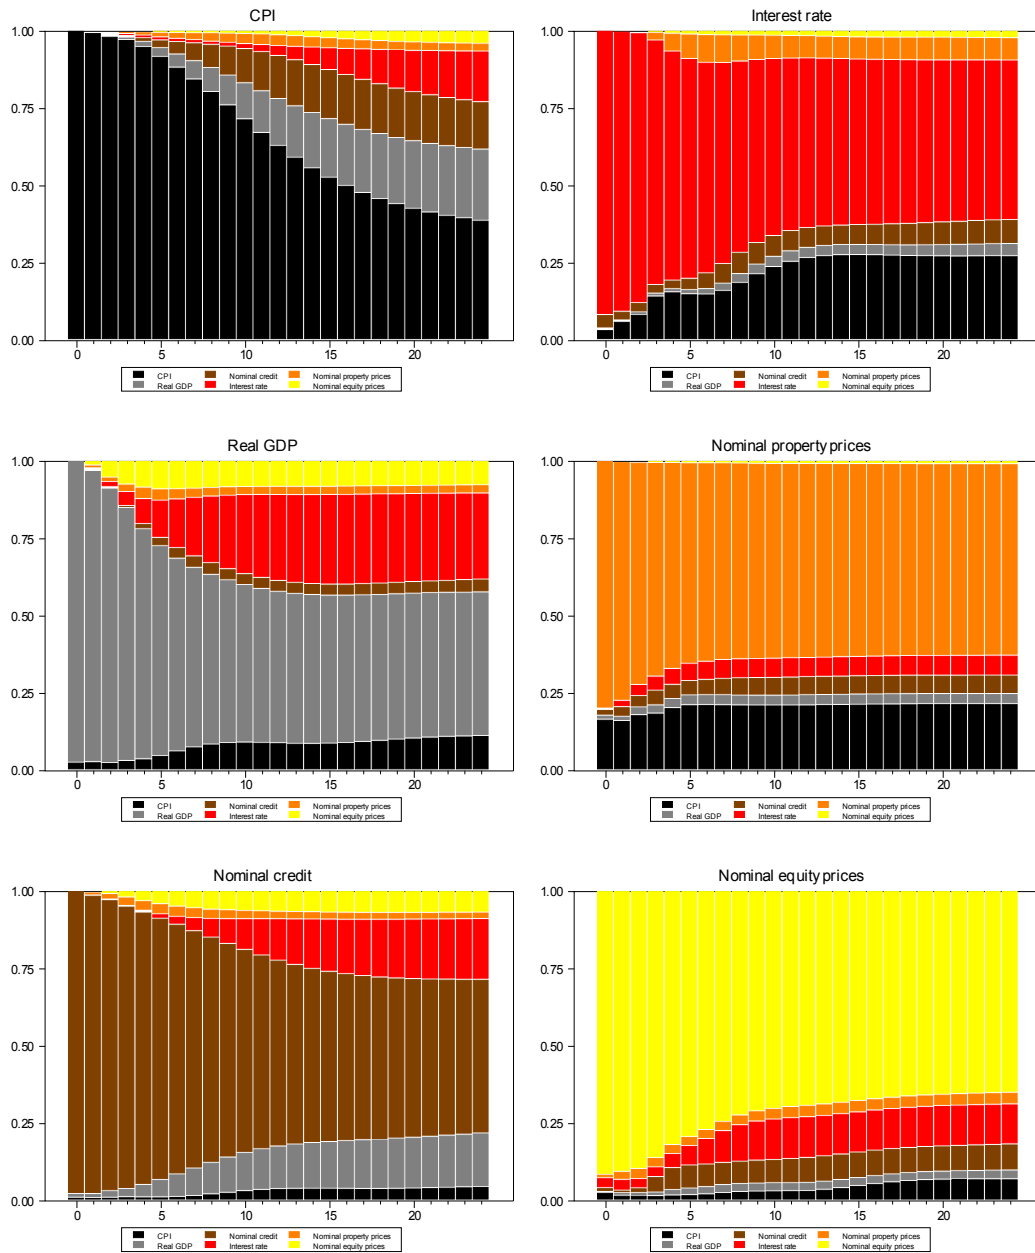 CPI
1.00
0.75
0.50
0.25
0.00
0 5 10 15 20
CPI Nominal credit Nominal property prices
Real GDP Interest rate Nominal equity prices
Interest rate
1.00
0.75
0.50
0.25
0.00
0 5 10 15 20
CPI Nominal credit Nominal property prices
Real GDP Interest rate Nominal equity prices
Real GDP
1.00
0.75
0.50
0.25
0.00
0 5 10 15 20
CPI Nominal credit Nominal property prices
Real GDP Interest rate Nominal equity prices
Nominal property prices
1.00
0.75
0.50
0.25
0.00
0 5 10 15 20
CPI Nominal credit Nominal property prices
Real GDP Interest rate Nominal equity prices
Nominal credit
1.00
0.75
0.50
0.25
0.00
0 5 10 15 20
CPI Nominal credit Nominal property prices
Real GDP Interest rate Nominal equity prices
Nominal equity prices
1.00
0.75
0.50
0.25
0.00
0 5 10 15 20
CPI Nominal credit Nominal property prices
Real GDP Interest rate Nominal equity prices